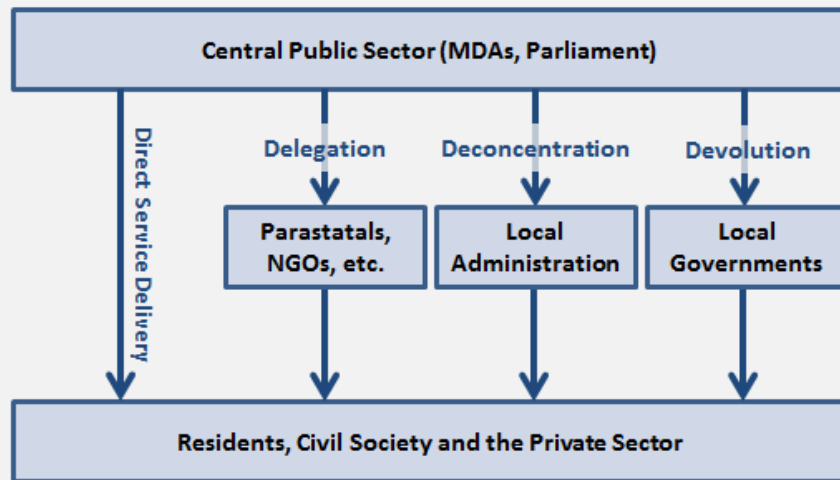 Central Public Sector (MDAs, Parliament)
Direct Service Delivery
Delegation
Deconcentration
Devolution
Parastatals,
NGOs, etc.
Local
Administration
Local
Governments
Residents, Civil Society and the Private Sector